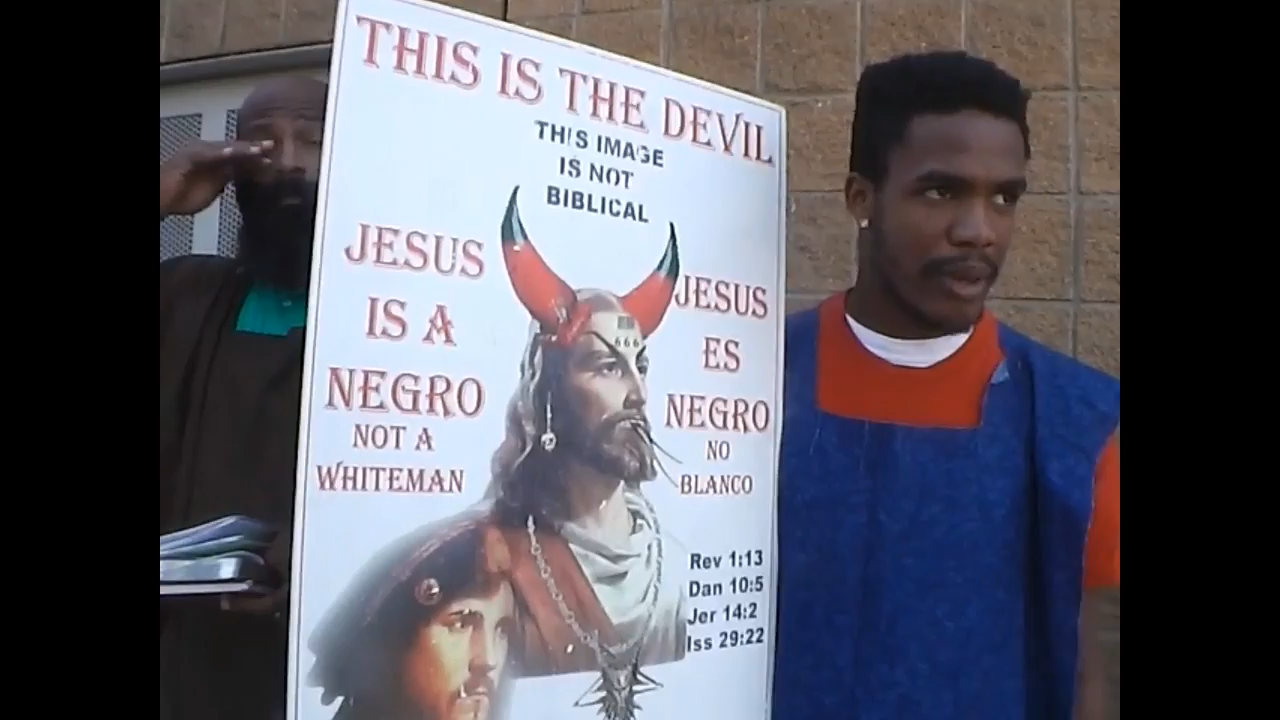 THIS IS THE DEVIL
THIS IMAGE
IS NOT
BIBLICAL
JESUS
IS A
NEGRO
NOT A
WHITEMAN
666
JESUS
ES
NEGRO
NO
BLANCO
Rev 1:13
Dan 10:5
Jer 14:2
Iss 29:22